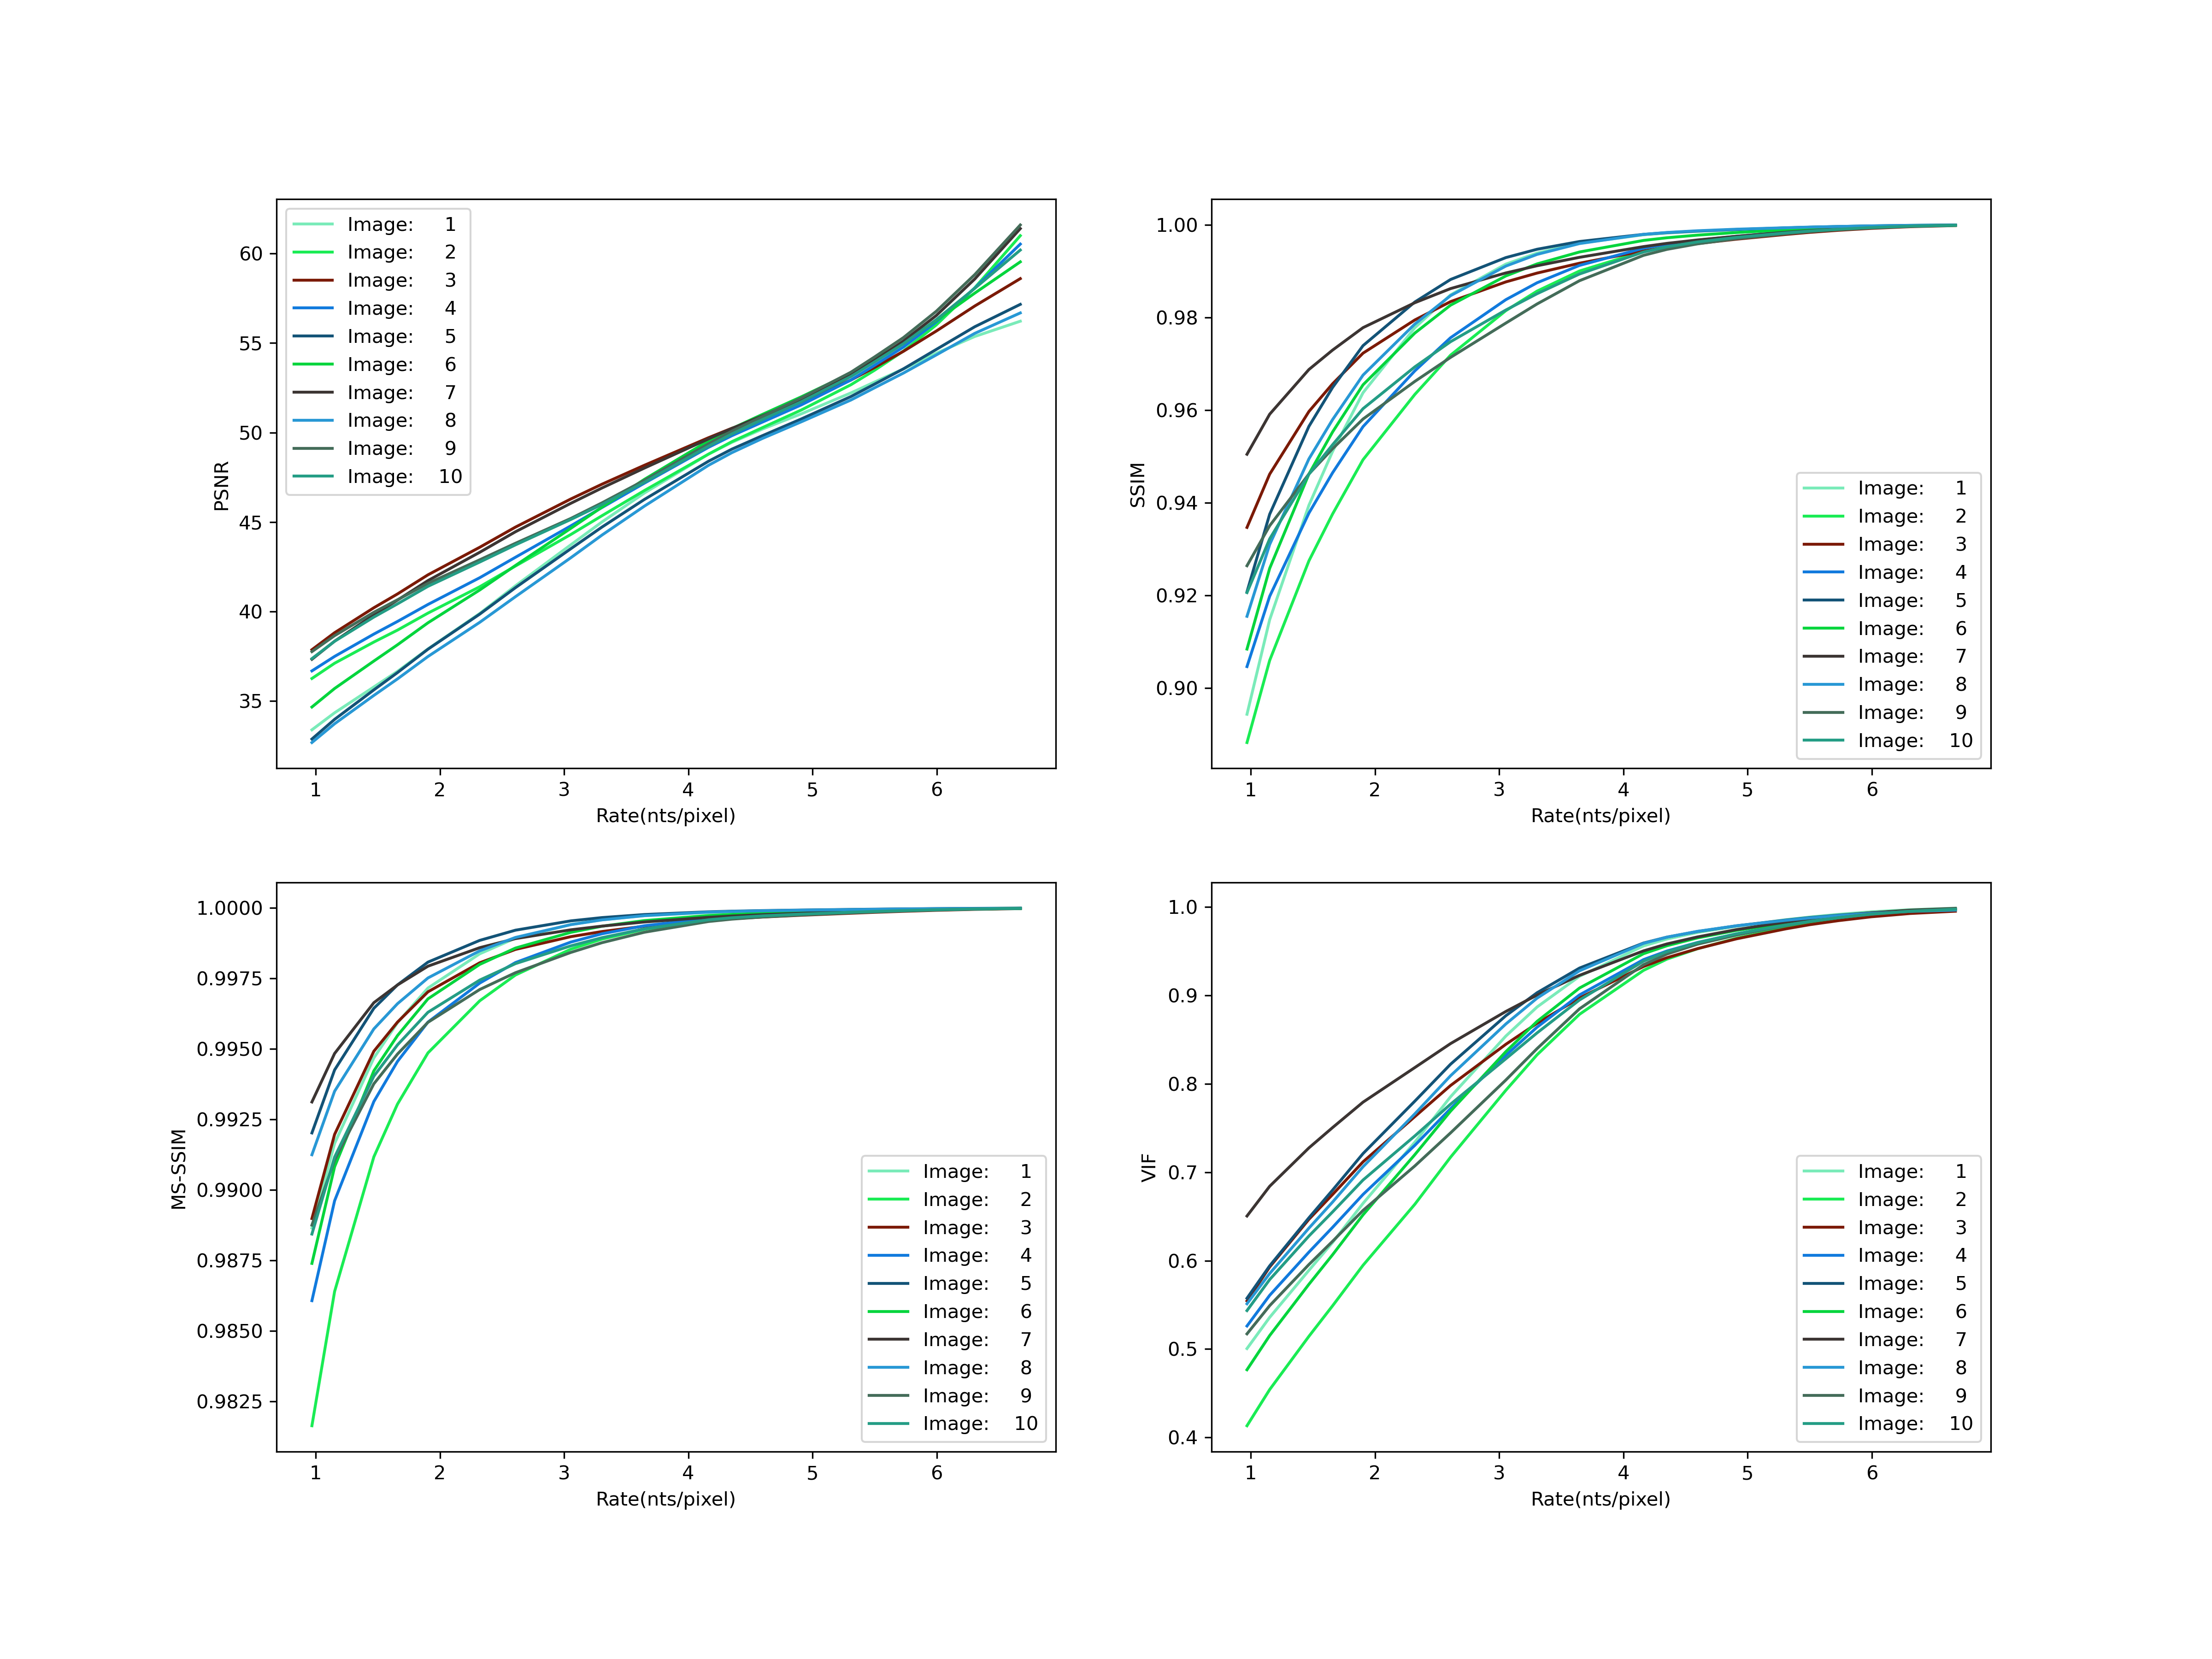 60
55
50
45
40
35
PSNR
Image: 1
Image: 2
Image: 3
Image: 4
Image: 5
Image: 6
Image: 7
Image: 8
Image: 9
Image: 10
1 2 3 4 5 6
Rate(nts/pixel)
1.00
0.98
0.96
0.94
0.92
0.90
SSIM
Image: 1
Image: 2
Image: 3
Image: 4
Image: 5
Image: 6
Image: 7
Image: 8
Image: 9
Image: 10
1 2 3 4 5 6
Rate(nts/pixel)
1.0000
0.9975
0.9950
0.9925
0.9900
0.9875
0.9850
0.9825
MS-SSIM
Image: 1
Image: 2
Image: 3
Image: 4
Image: 5
Image: 6
Image: 7
Image: 8
Image: 9
Image: 10
1 2 3 4 5 6
Rate(nts/pixel)
1.0
0.9
0.8
0.7
0.6
0.5
0.4
VIF
Image: 1
Image: 2
Image: 3
Image: 4
Image: 5
Image: 6
Image: 7
Image: 8
Image: 9
Image: 10
1 2 3 4 5 6
Rate(nts/pixel)